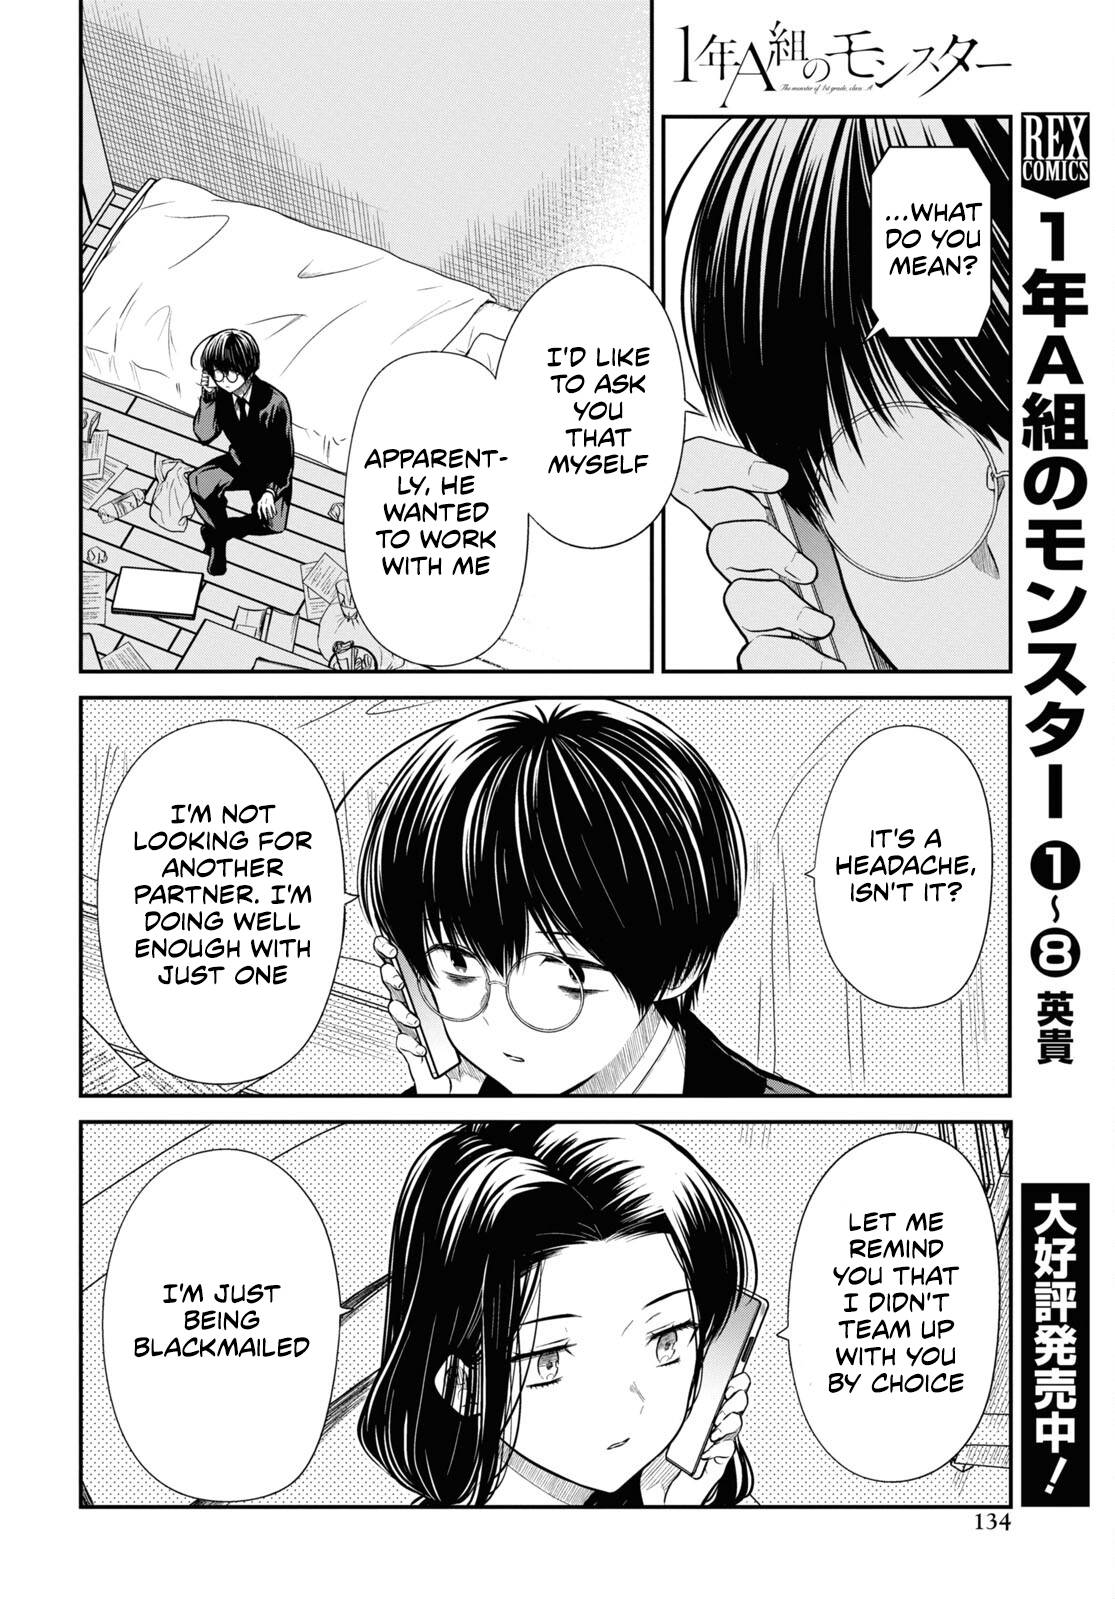 1年A組のモンスター
The monster of 1st grade, class A
REX
COMICS
1年A組のモンスター 1〜8 英貴
大好評発売中!
...WHAT
DO YOU
MEAN?
I'D LIKE
TO ASK
YOU
THAT
MYSELF
APPARENT-
LY, HE
WANTED
TO WORK
WITH ME
IT'S A
HEADACHE,
ISN'T IT?
I'M NOT
LOOKING FOR
ANOTHER
PARTNER. I'M
DOING WELL
ENOUGH WITH
JUST ONE
LET ME
REMIND
YOU THAT
I DIDN'T
TEAM UP
WITH YOU
BY CHOICE
I'M JUST
BEING
BLACKMAILED
134